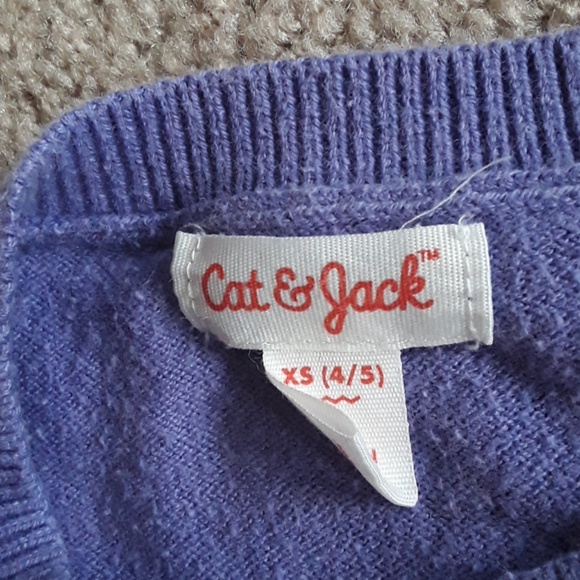 Cat & Jack™
XS (4/5)